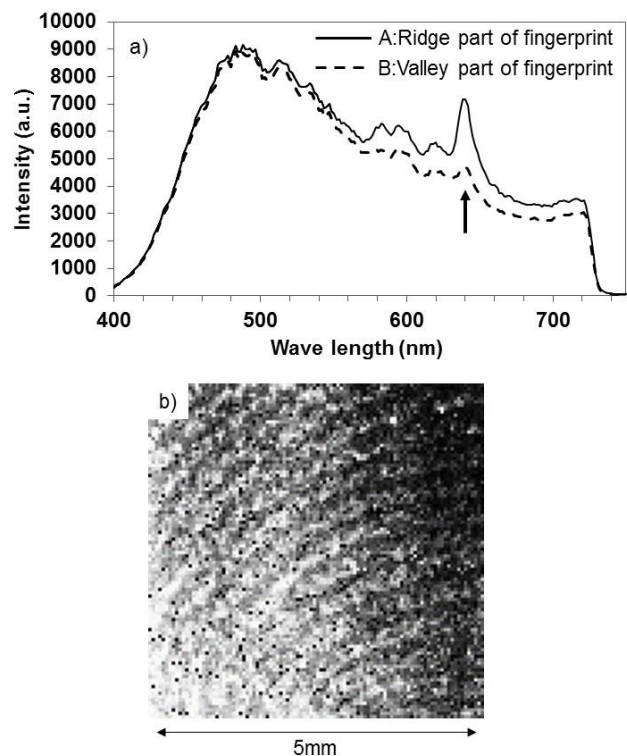 a)
A:Ridge part of fingerprint
B:Valley part of fingerprint
Intensity (a.u.)
10000
9000
8000
7000
6000
5000
4000
3000
2000
1000
0
400 500 600 700
Wave length (nm)
b)
5mm